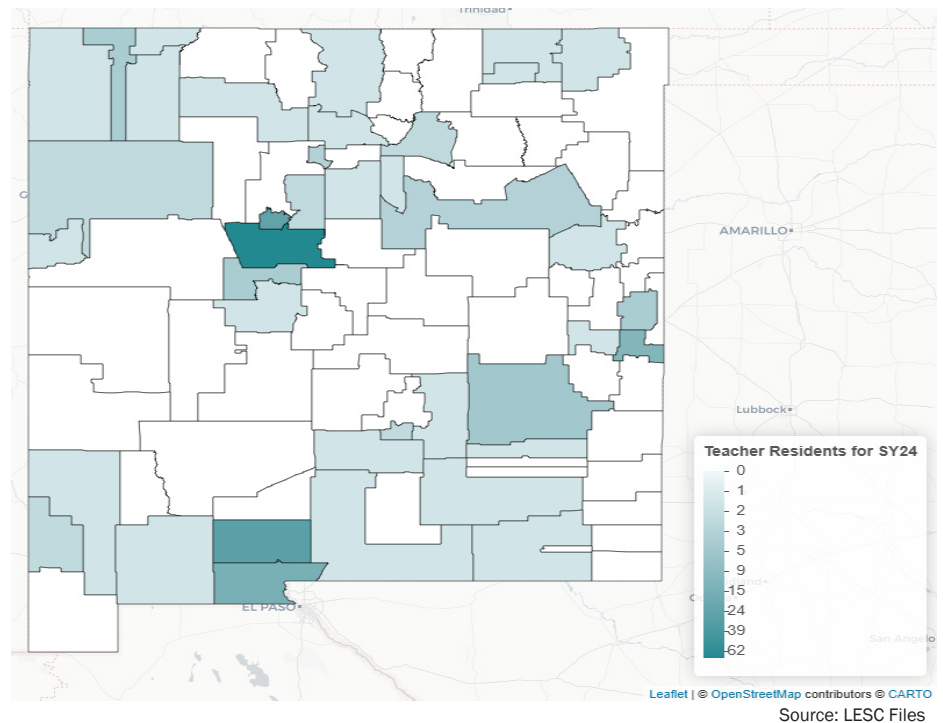 Trinidad
G
AMARILLO
Lubbock
Teacher Residents for SY24
0
1
2
3
5
9
15
24
39
62
EL PASO
San Angelo
Leaflet | © OpenStreetMap contributors © CARTO
Source: LESC Files